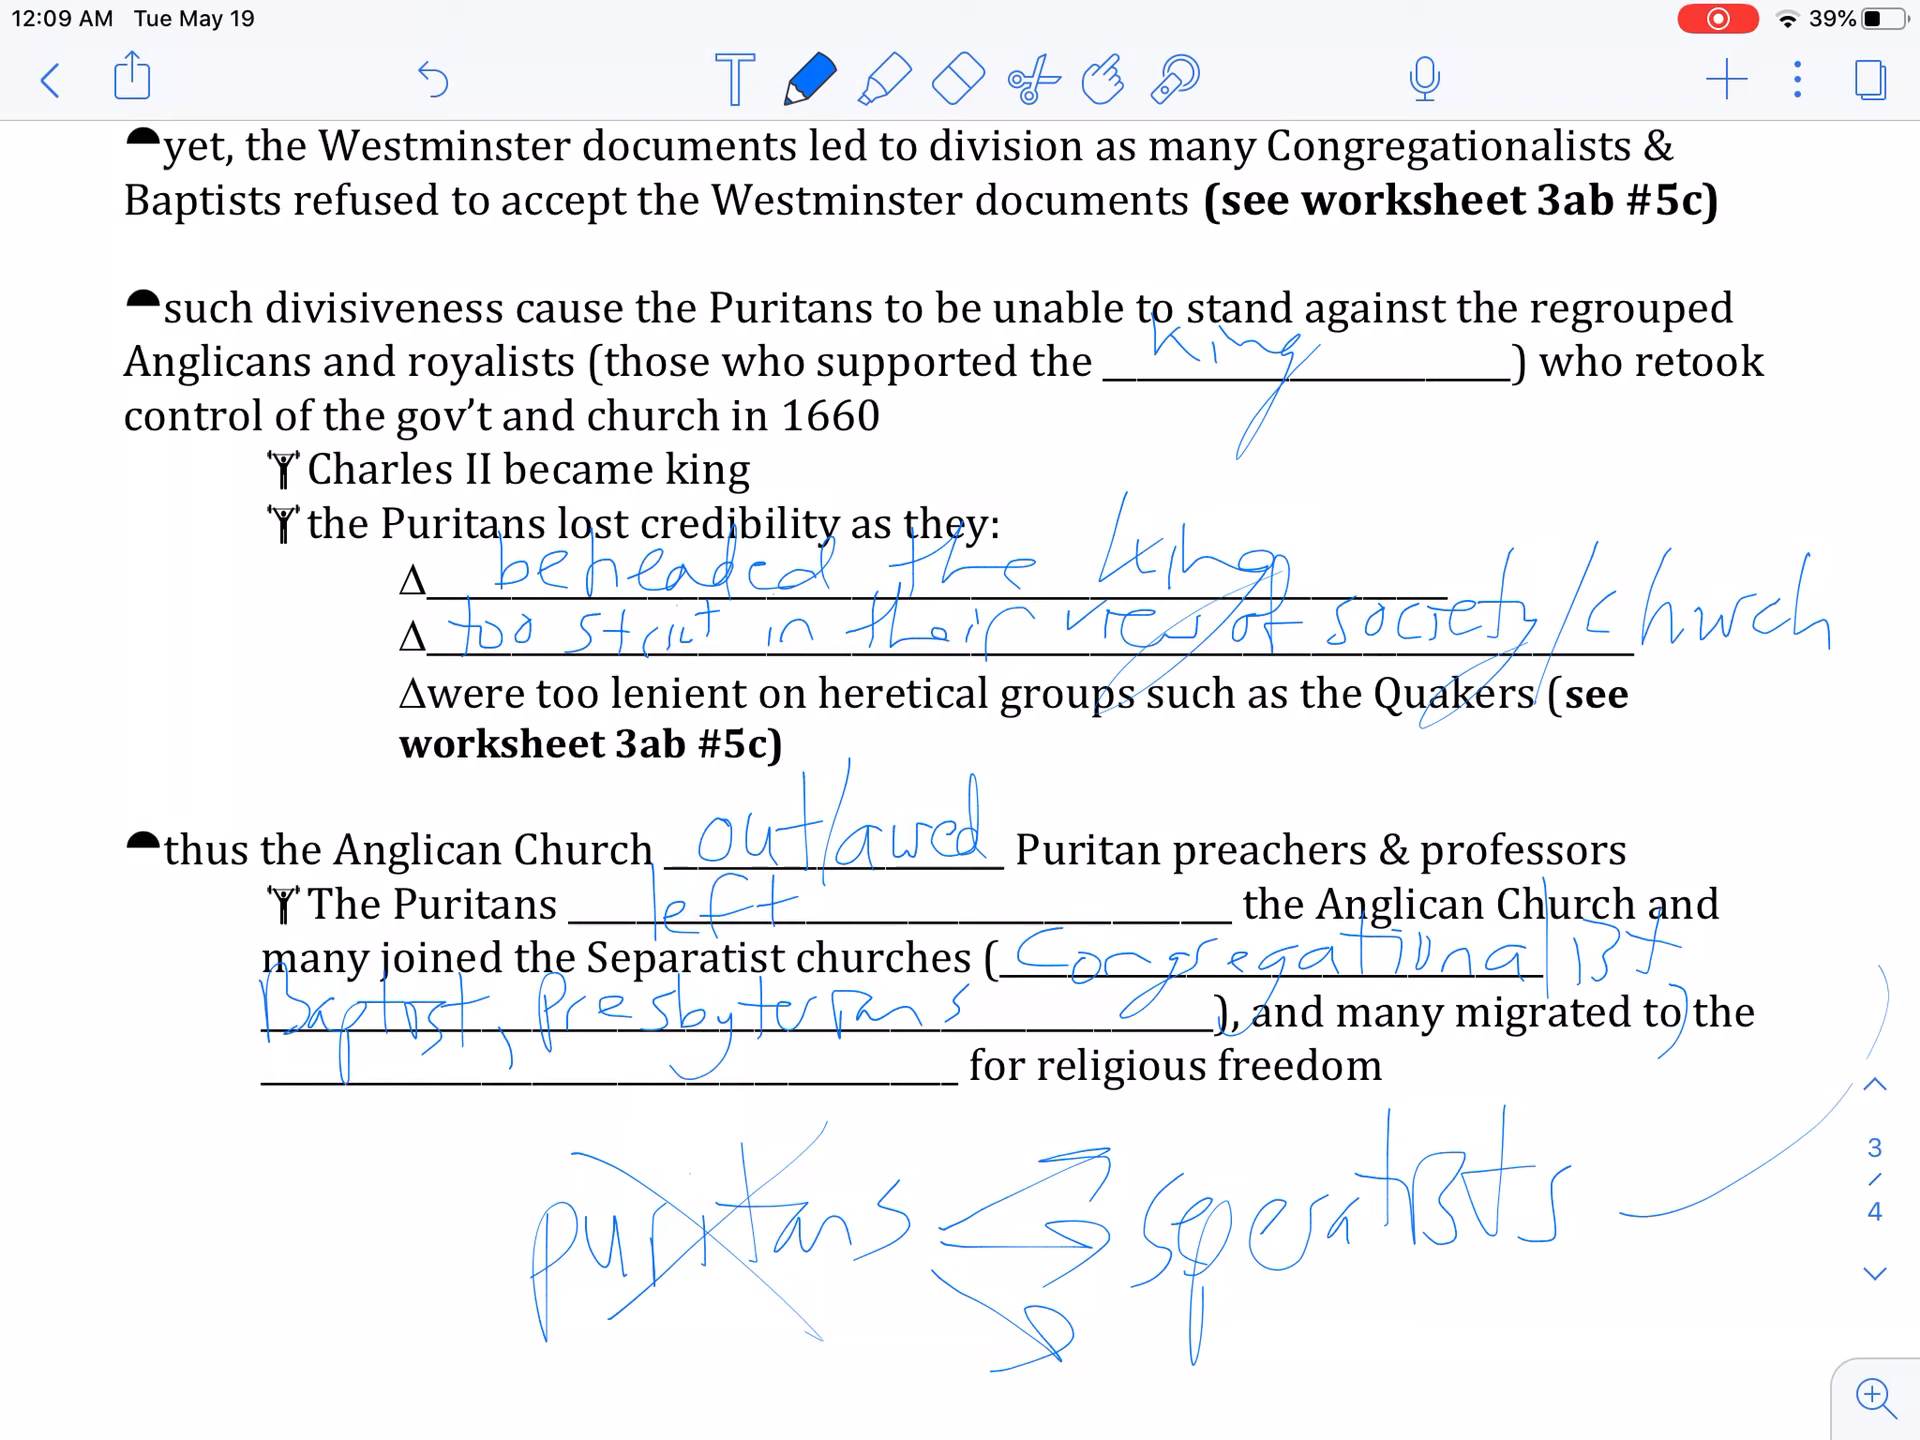 12:09 AM Tue May 19
39%
yet, the Westminster documents led to division as many Congregationalists &
Baptists refused to accept the Westminster documents (see worksheet 3ab #5c)
such divisiveness cause the Puritans to be unable to stand against the regrouped
Anglicans and royalists (those who supported the king) who retook
control of the gov't and church in 1660
Charles II became king
the Puritans lost credibility as they:
Δ beheaded the king
Δ too strict in their view of society/church
Δwere too lenient on heretical groups such as the Quakers (see
worksheet 3ab #5c)
thus the Anglican Church outlawed Puritan preachers & professors
The Puritans left the Anglican Church and
many joined the Separatist churches (Congregationalist,
Baptist, Presbyterians), and many migrated to the
____ for religious freedom
puritans seperatists
3
/
4